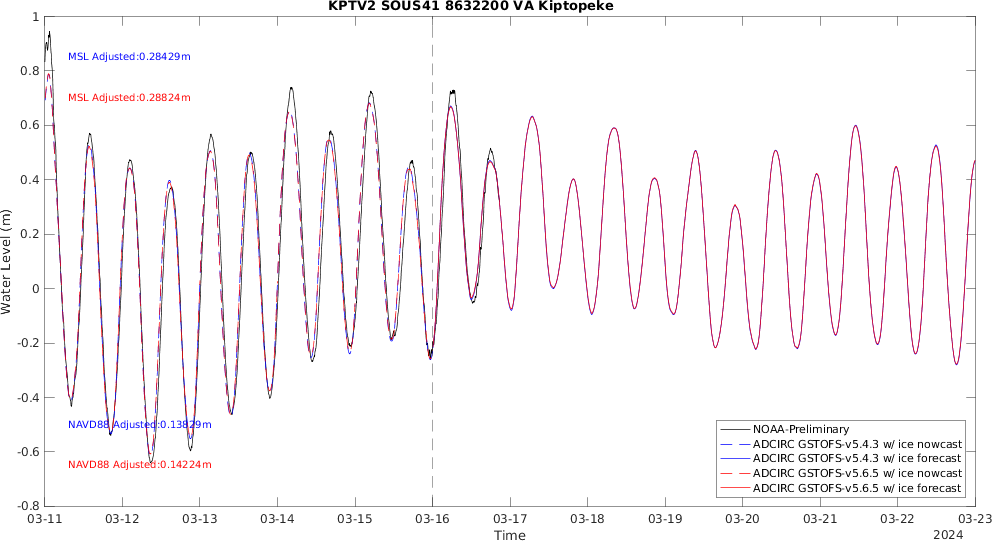 KPTV2 SOUS41 8632200 VA Kiptopeke
1
0.8
0.6
0.4
0.2
0
-0.2
-0.4
-0.6
-0.8
Water Level (m)
MSL Adjusted:0.28429m
MSL Adjusted:0.28824m
NAVD88 Adjusted:0.13829m
NAVD88 Adjusted:0.14224m
NOAA-Preliminary
ADCIRC GSTOFS-v5.4.3 w/ ice nowcast
ADCIRC GSTOFS-v5.4.3 w/ ice forecast
ADCIRC GSTOFS-v5.6.5 w/ ice nowcast
ADCIRC GSTOFS-v5.6.5 w/ ice forecast
03-11 03-12 03-13 03-14 03-15 03-16 03-17 03-18 03-19 03-20 03-21 03-22 03-23
Time
2024